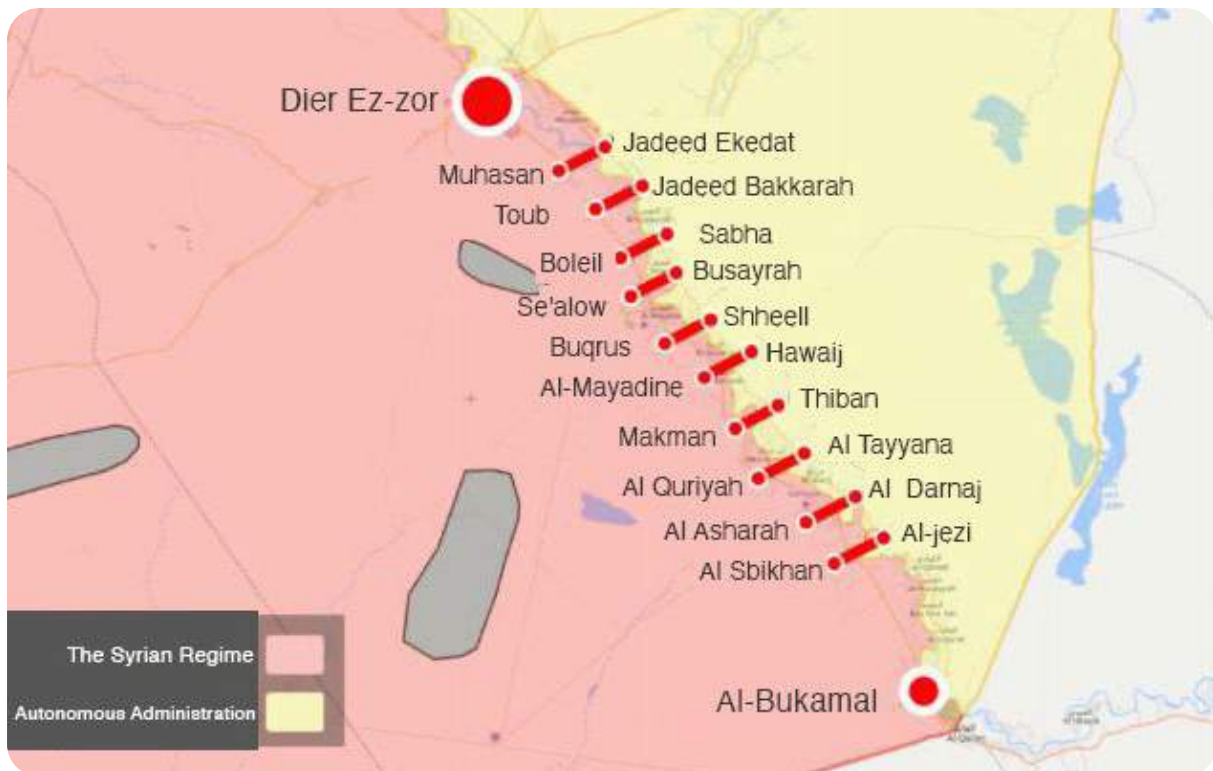 Dier Ez-zor
Jadeed Ekedat
Muhasan
Jadeed Bakkarah
Toub
Sabha
Boleil
Busayrah
Se'alow
Shheell
Buqrus
Hawaij
Al-Mayadine
Thiban
Makman
Al Tayyana
Al Quriyah
Al Darnaj
Al Asharah
Al-jezi
Al Sbikhan
The Syrian Regime
Al-Bukamal
Autonomous Administration